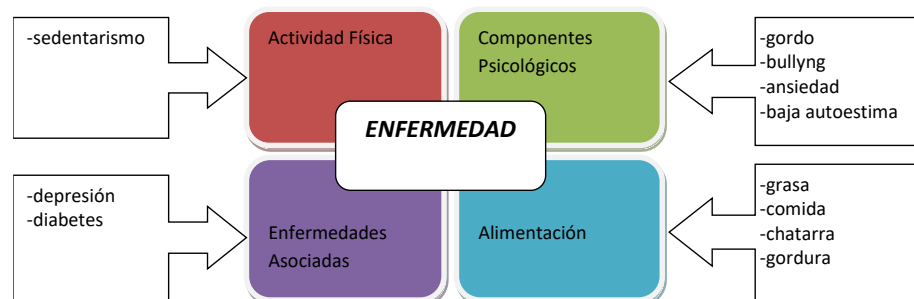 -sedentarismo
Actividad Física
Componentes
Psicológicos
-gordo
-bullyng
-ansiedad
-baja autoestima
ENFERMEDAD
-depresión
-diabetes
Enfermedades
Asociadas
Alimentación
-grasa
-comida
-chatarra
-gordura